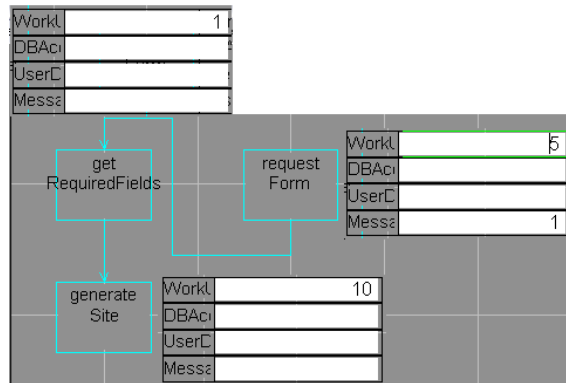 WorkU 1
DBAc
UserD
Messa
get
RequiredFields
request
Form
WorkU 5
DBAc
UserD
Messa 1
generate
Site
WorkU 10
DBAc
UserD
Messa